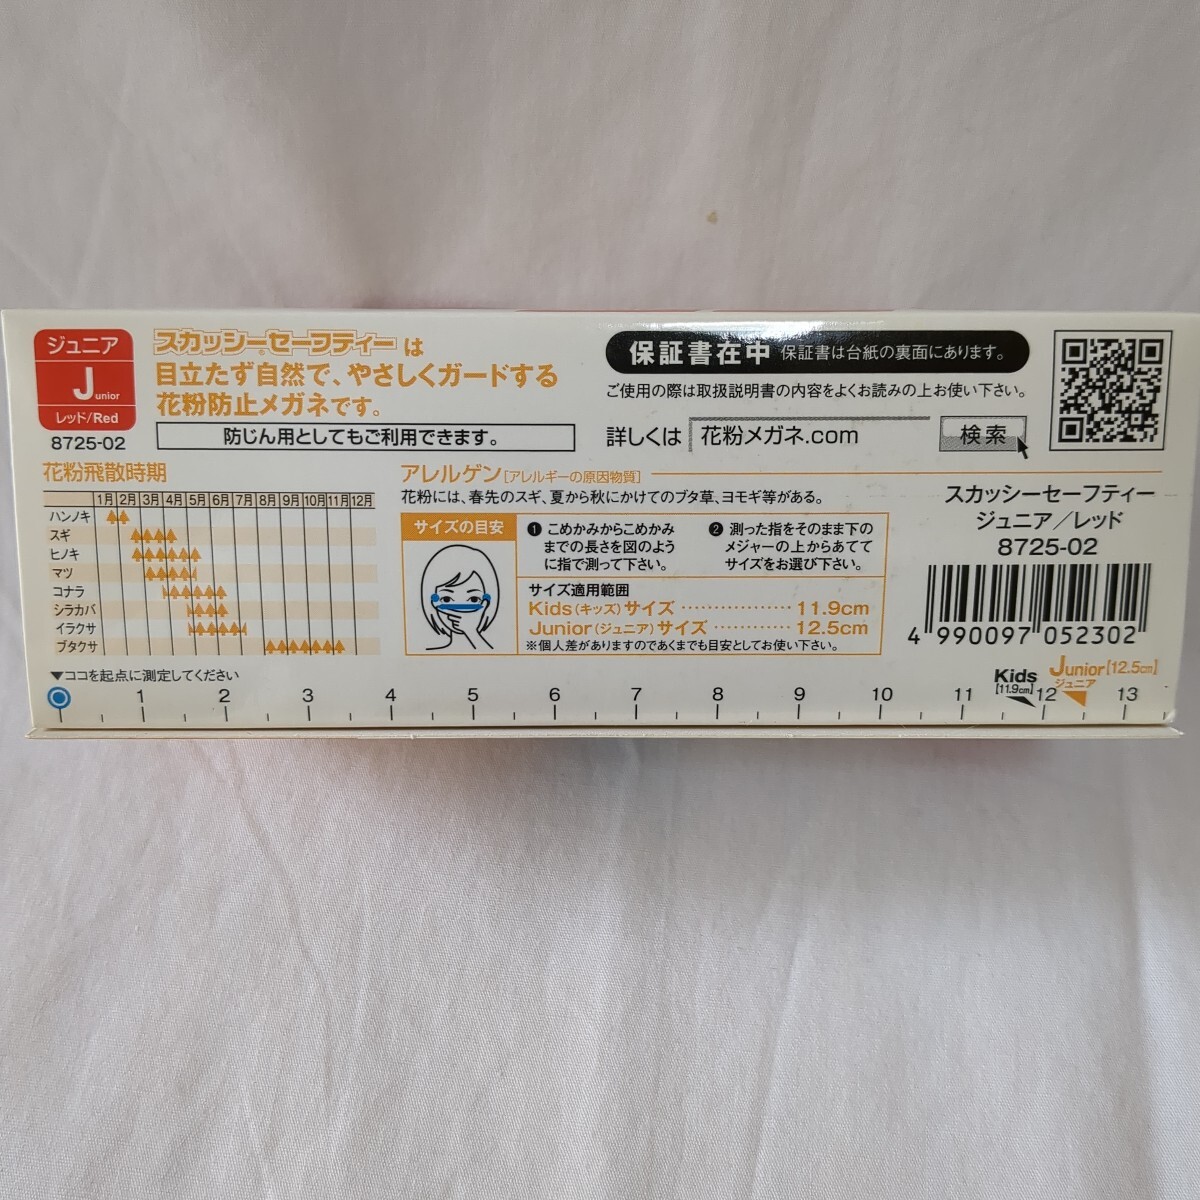 ジュニア
Junior
レッド/Red
8725-02
スカッシーセーフティー®は
目立たず自然で、やさしくガードする
花粉防止メガネです。
防じん用としてもご利用できます。
保証書在中 保証書は台紙の裏面にあります。
ご使用の際は取扱説明書の内容をよくお読みの上お使い下さい。
詳しくは 花粉メガネ.com 検索
花粉飛散時期
1月 2月 3月 4月 5月 6月 7月 8月 9月 10月 11月 12月
ハンノキ
スギ
ヒノキ
マツ
コナラ
シラカバ
イラクサ
ブタクサ
アレルゲン[アレルギーの原因物質]
花粉には、春先のスギ、夏から秋にかけてのブタ草、ヨモギ等がある。
サイズの目安
❶ こめかみからこめかみ
までの長さを図のよう
に指で測って下さい。
❷ 測った指をそのまま下の
メジャーの上からあてて
サイズをお選び下さい。
サイズ適用範囲
Kids(キッズ)サイズ ················ 11.9cm
Junior(ジュニア)サイズ ············ 12.5cm
※個人差がありますのであくまでも目安としてお使い下さい。
スカッシーセーフティー
ジュニア/レッド
8725-02
4 990097 052302
▼ココを起点に測定してください
Kids
[11.9cm]
Junior[12.5cm]
ジュニア
1 2 3 4 5 6 7 8 9 10 11 12 13